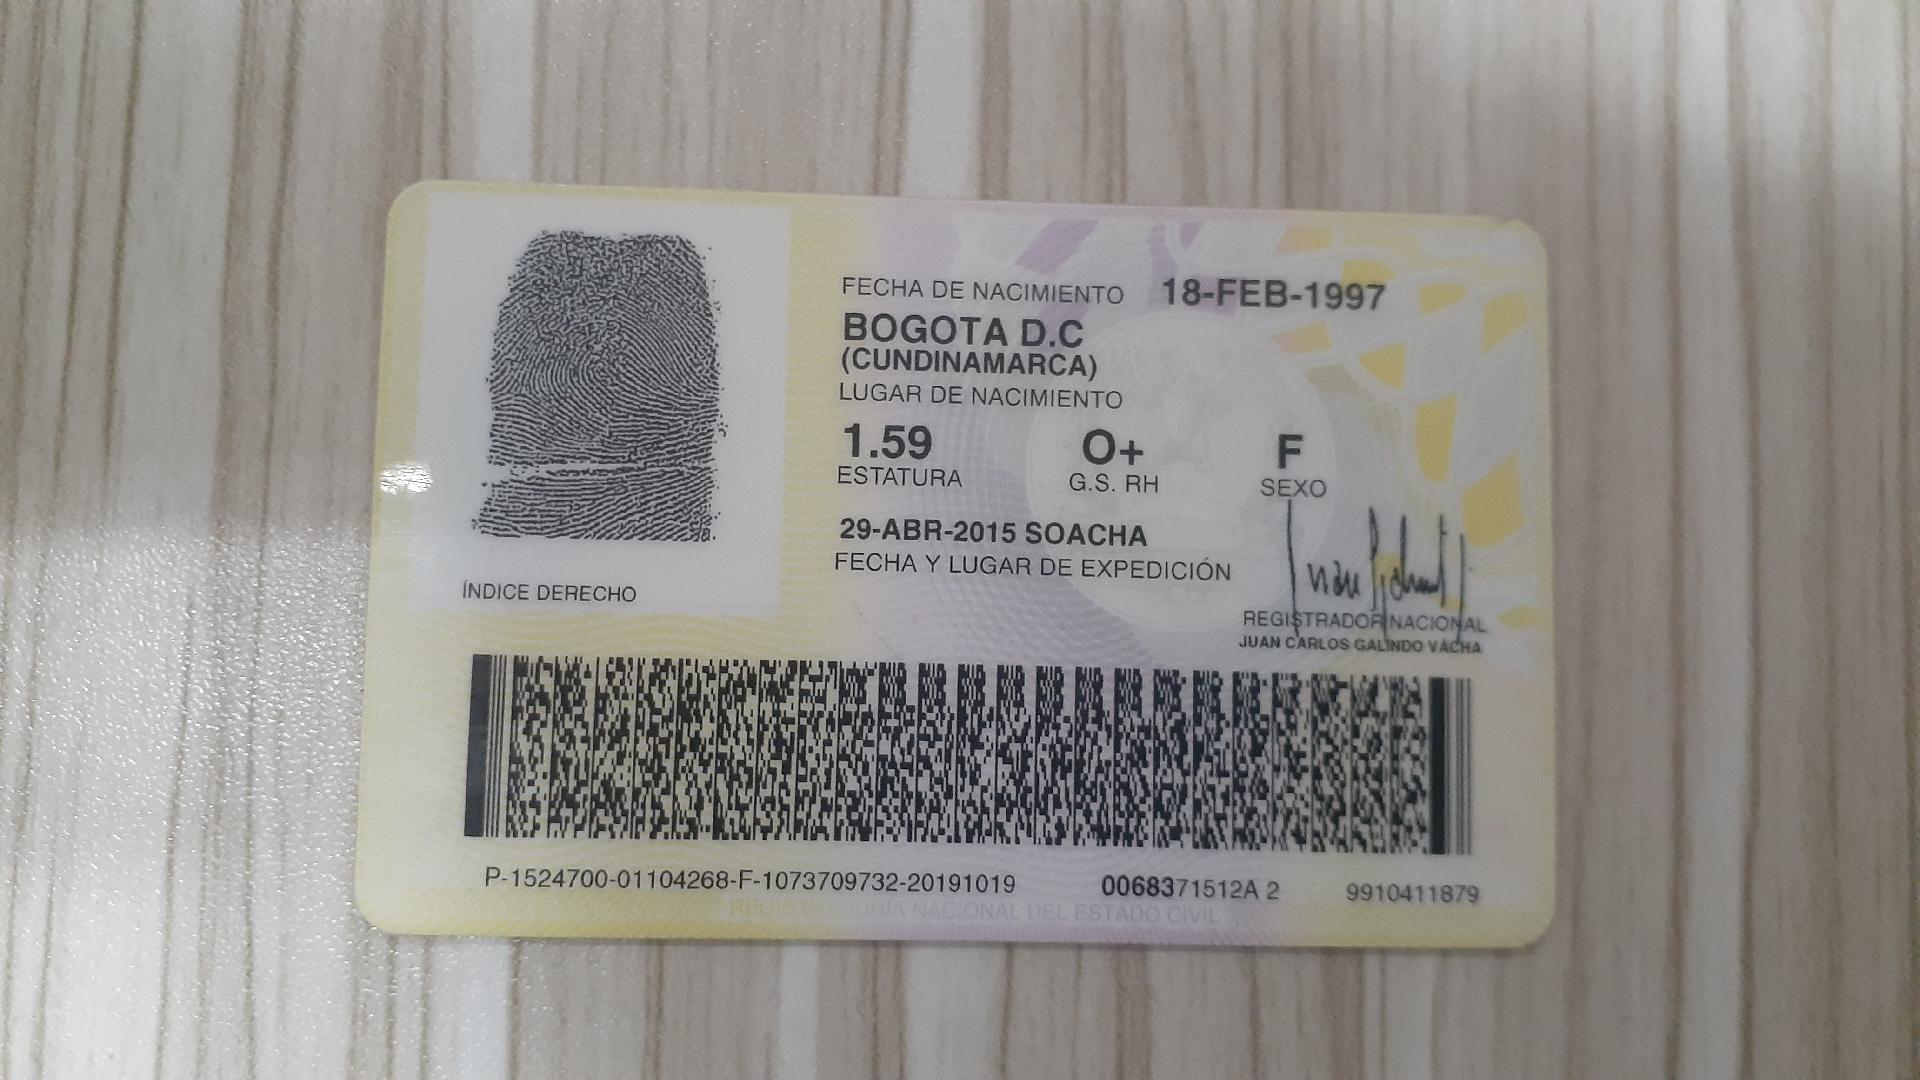 FECHA DE NACIMIENTO 18-FEB-1997
BOGOTA D.C
(CUNDINAMARCA)
LUGAR DE NACIMIENTO
1.59 O+ F
ESTATURA G.S. RH SEXO
29-ABR-2015 SOACHA
FECHA Y LUGAR DE EXPEDICIÓN
ÍNDICE DERECHO
REGISTRADOR NACIONAL
JUAN CARLOS GALINDO VÁCHA
P-1524700-01104268-F-1073709732-20191019 0068371512A 2 9910411879
REGISTRADURIA NACIONAL DEL ESTADO CIVIL